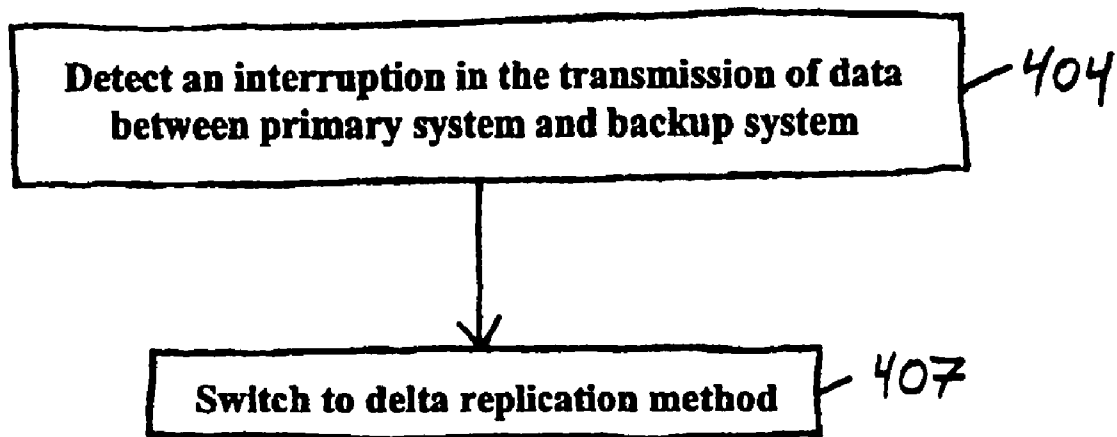 Detect an interruption in the transmission of data
between primary system and backup system
404
Switch to delta replication method
407